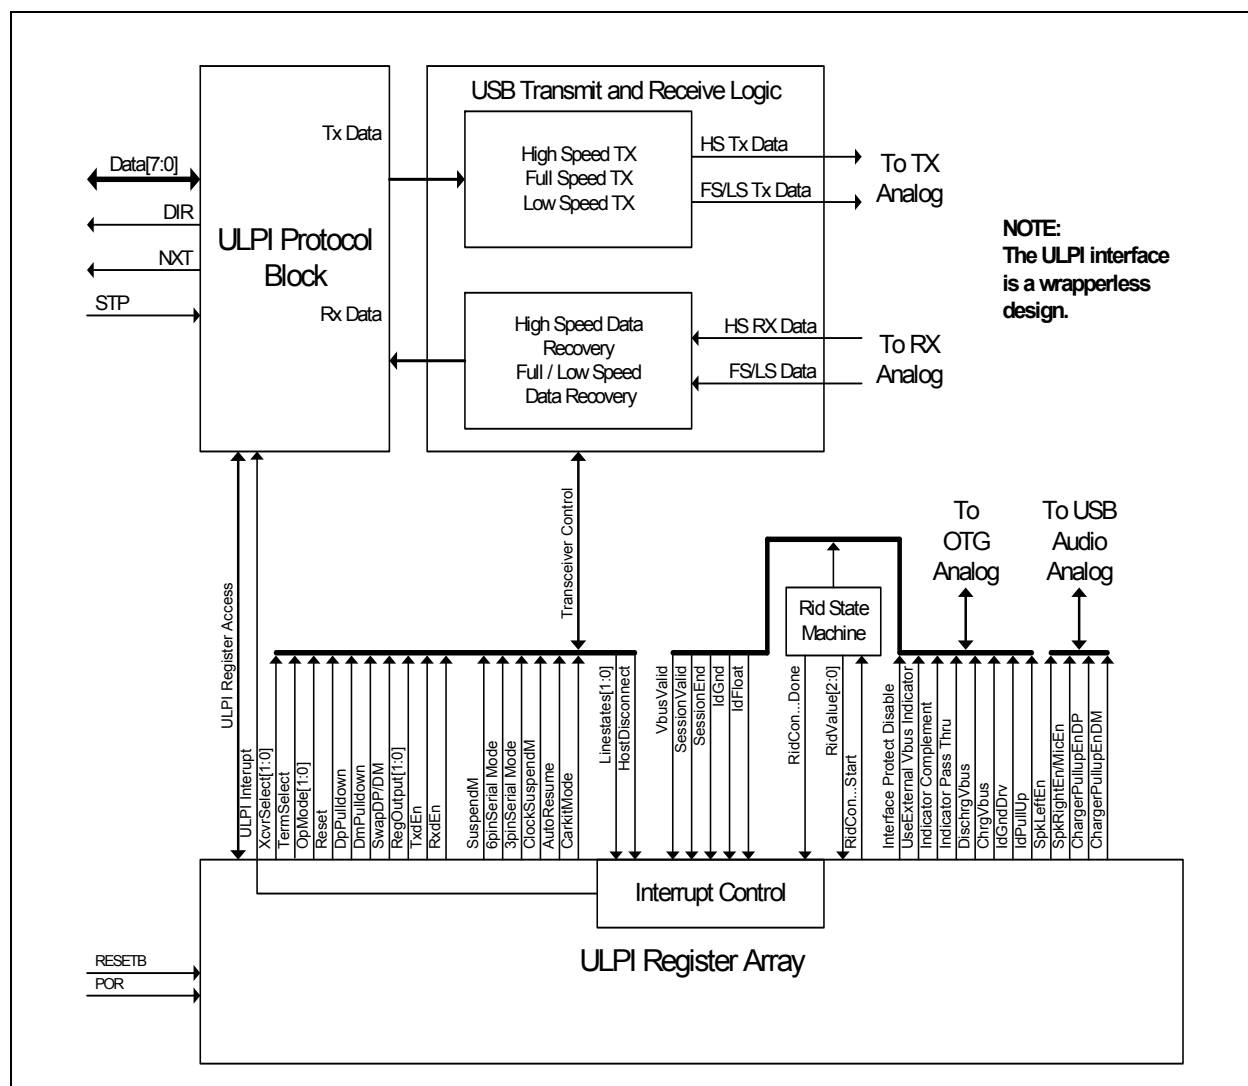 USB Transmit and Receive Logic
Tx Data
Data[7:0]
DIR
NXT
STP
ULPI Protocol
Block
Rx Data
High Speed TX
Full Speed TX
Low Speed TX
HS Tx Data
FS/LS Tx Data
To TX
Analog
High Speed Data
Recovery
Full / Low Speed
Data Recovery
HS RX Data
FS/LS Data
To RX
Analog
NOTE:
The ULPI interface
is a wrapperless
design.
ULPI Register Access
Transceiver Control
To
OTG
Analog
To USB
Audio
Analog
Rid State
Machine
ULPI Interupt
XcvrSelect[1:0]
TermSelect
OpMode[1:0]
Reset
DpPulldown
DmPulldown
SwapDP/DM
RegOutput[1:0]
TxdEn
RxdEn
SuspendM
6pinSerial Mode
3pinSerial Mode
ClockSuspendM
AutoResume
CarkitMode
Linestates[1:0]
HostDisconnect
VbusValid
SessionValid
SessionEnd
IdGnd
IdFloat
RidCon...Done
RidValue[2:0]
RidCon...Start
Interface Protect Disable
UseExternal Vbus Indicator
Indicator Complement
Indicator Pass Thru
DischrgVbus
ChrgVbus
IdGndDrv
IdPullUp
SpkLeftEn
SpkRightEn/MicEn
ChargerPullupEnDP
ChargerPullupEnDM
Interrupt Control
ULPI Register Array
RESETB
POR